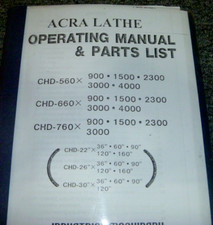 ACRA LATHE
OPERATING MANUAL
& PARTS LIST
CHD-560× 900 • 1500 • 2300
3000 • 4000
CHD-660× 900 • 1500 • 2300
3000 • 4000
CHD-760× 900 • 1500 • 2300
3000
CHD-22"× 36" • 60" • 90"
120" • 160"
CHD-26"× 36" • 60" • 90"
120" • 160"
CHD-30"× 36" • 60" • 90"
120"